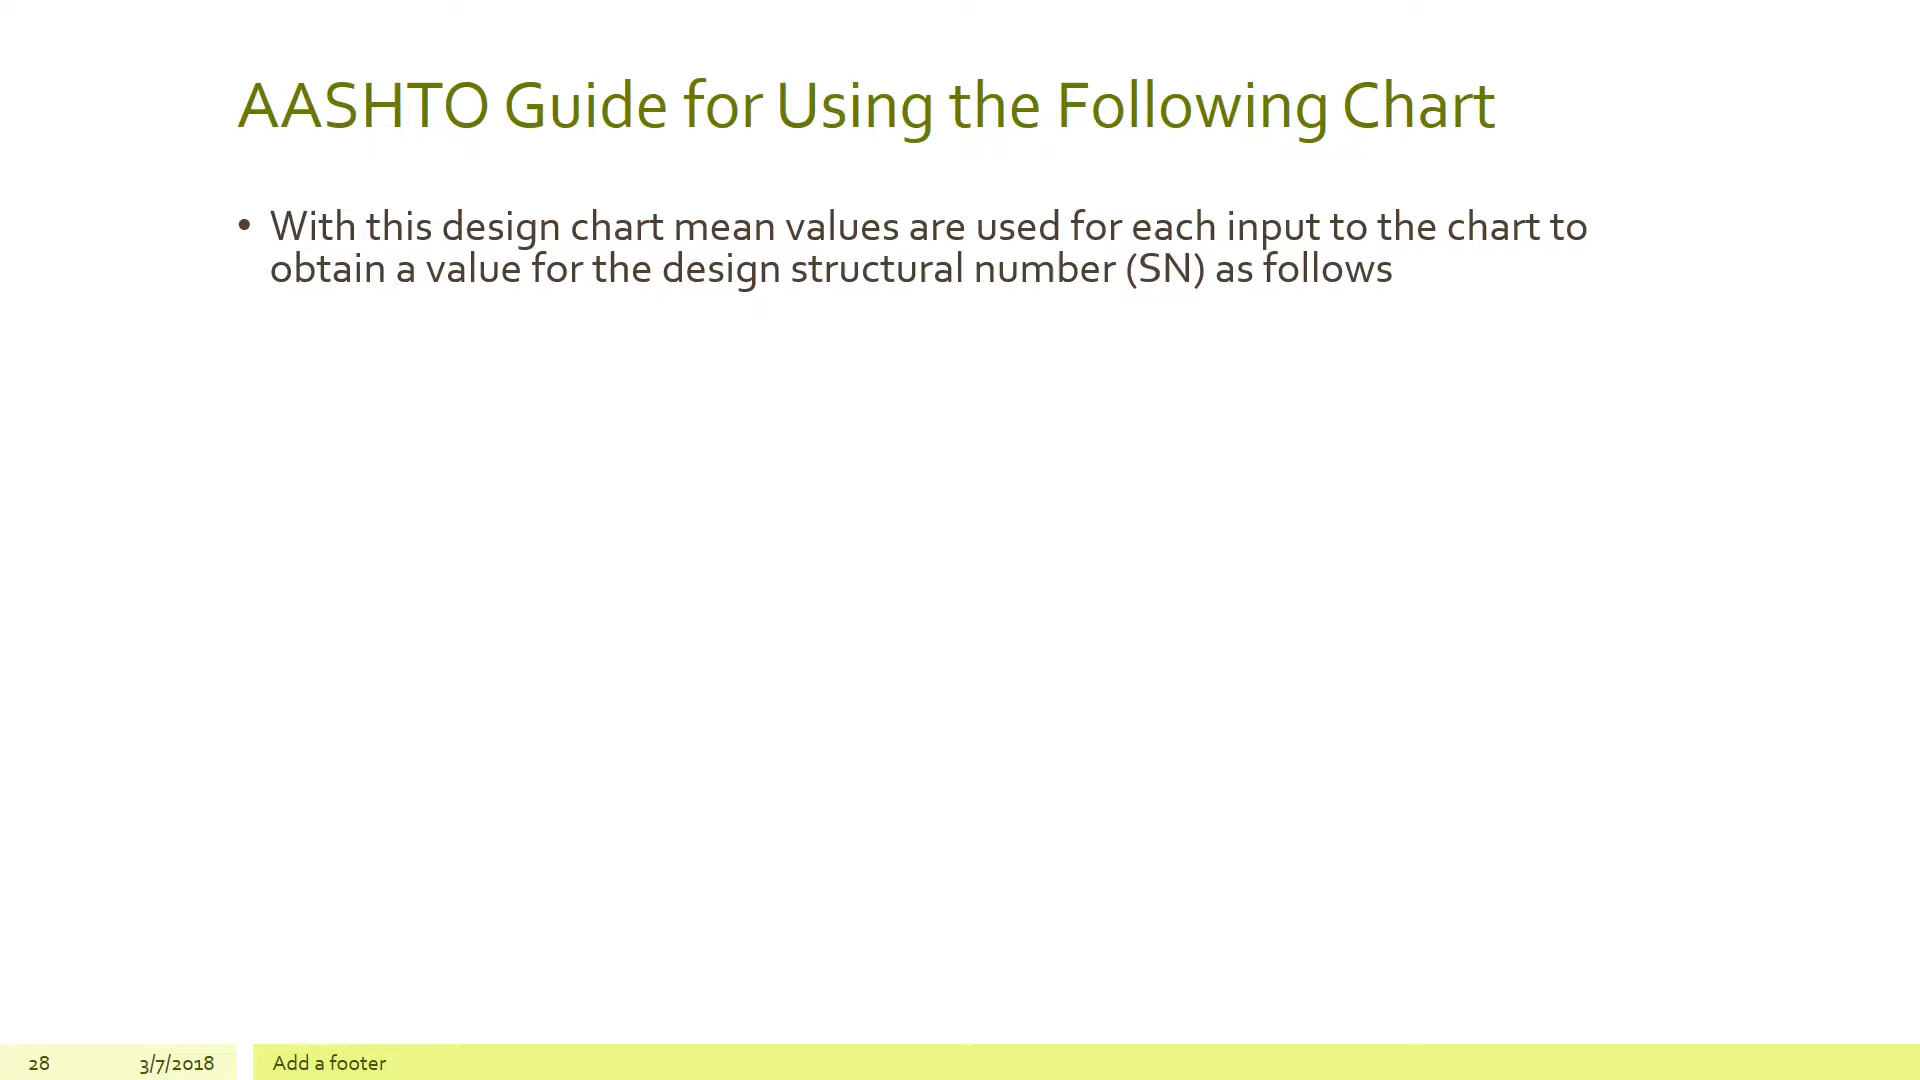 AASHTO Guide for Using the Following Chart
• With this design chart mean values are used for each input to the chart to
obtain a value for the design structural number (SN) as follows
28 3/7/2018 Add a footer